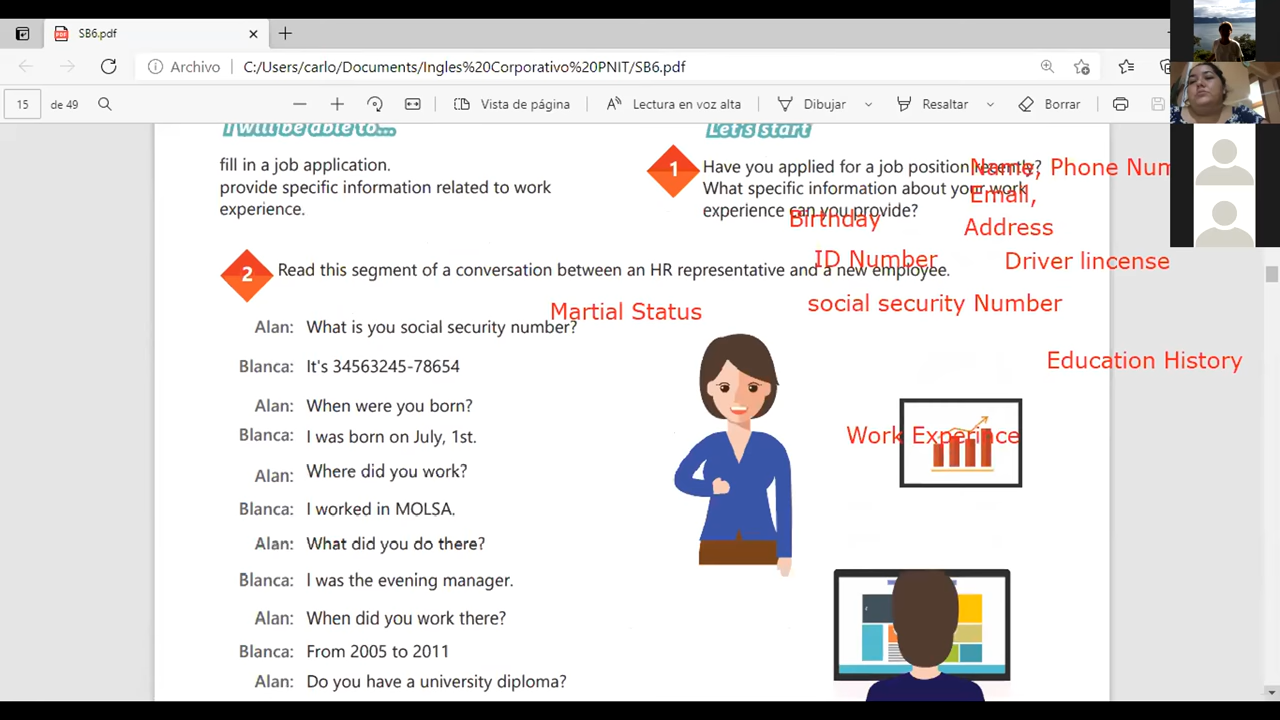 SB6.pdf
Archivo
C:/Users/carlo/Documents/Ingles%20Corporativo%20PNIT/SB6.pdf
15
de 49
Vista de página
Lectura en voz alta
Dibujar
Resaltar
Borrar
I will be able to...
Let's start
fill in a job application.
provide specific information related to work
experience.
1
Have you applied for a job position recently?
What specific information about your work
experience can you provide?
Name, Phone Num
Email,
Birthday
Address
2
Read this segment of a conversation between an HR representative and a new employee.
ID Number
Driver lincense
Martial Status
social security Number
Education History
Work Experince
Alan: What is you social security number?
Blanca: It's 34563245-78654
Alan: When were you born?
Blanca: I was born on July, 1st.
Alan: Where did you work?
Blanca: I worked in MOLSA.
Alan: What did you do there?
Blanca: I was the evening manager.
Alan: When did you work there?
Blanca: From 2005 to 2011
Alan: Do you have a university diploma?